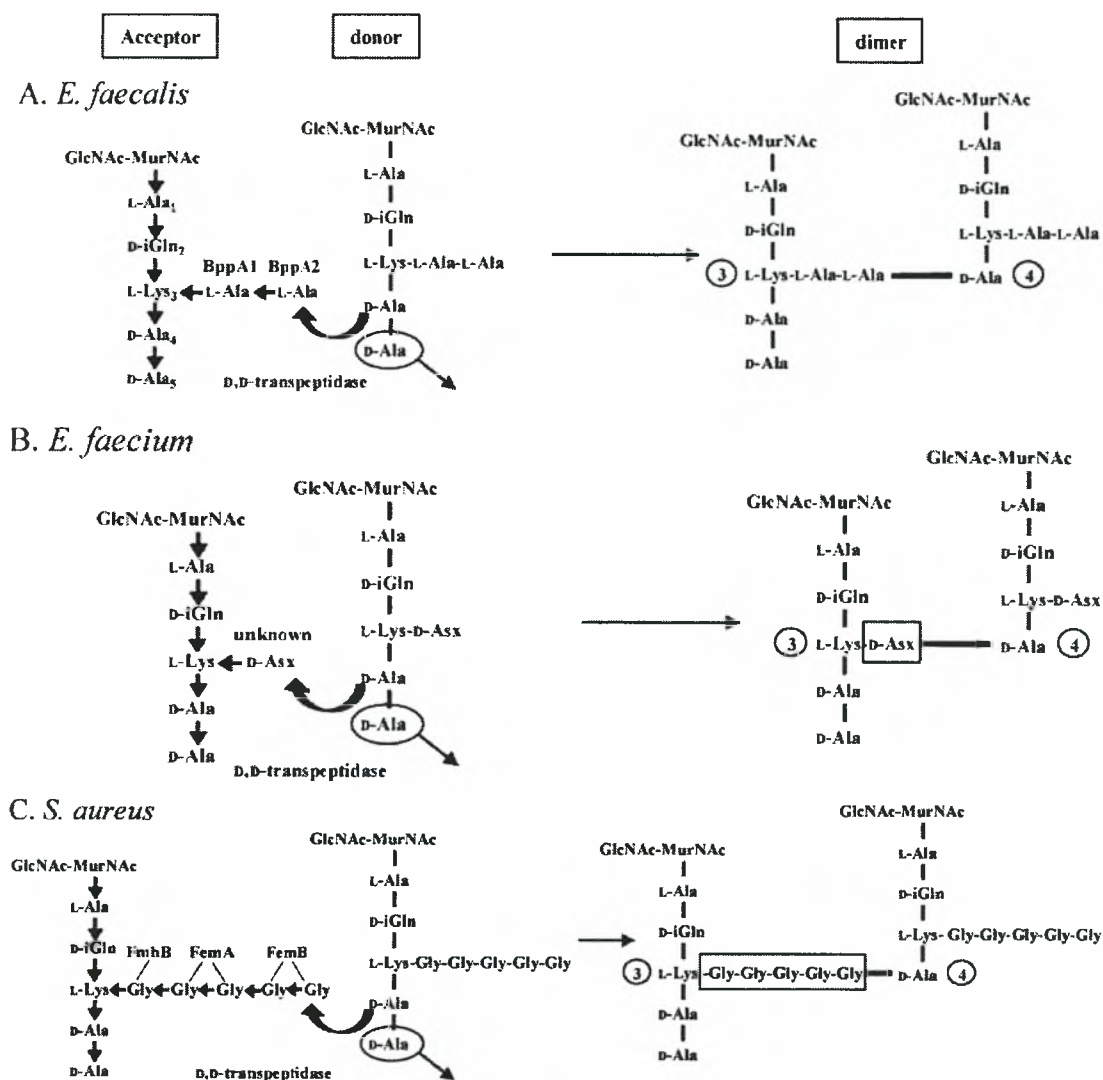 Acceptor donor dimer
A. E. faecalis
GlcNAc-MurNAc
L-Ala1
D-iGln2
BppA1 BppA2
L-Lys3 L-Ala L-Ala
D-Ala4
D-Ala5
GlcNAc-MurNAc
L-Ala
D-iGln
L-Lys-L-Ala-L-Ala
D-Ala
D-Ala
D,D-transpeptidase
GlcNAc-MurNAc
L-Ala
D-iGln
3 L-Lys-L-Ala-L-Ala
D-Ala
D-Ala
GlcNAc-MurNAc
L-Ala
D-iGln
L-Lys-L-Ala-L-Ala
D-Ala 4
B. E. faecium
GlcNAc-MurNAc
L-Ala
D-iGln
unknown
L-Lys D-Asx
D-Ala
D-Ala
GlcNAc-MurNAc
L-Ala
D-iGln
L-Lys-D-Asx
D-Ala
D-Ala
D,D-transpeptidase
GlcNAc-MurNAc
L-Ala
D-iGln
3 L-Lys-D-Asx
D-Ala
D-Ala
GlcNAc-MurNAc
L-Ala
D-iGln
L-Lys-D-Asx
D-Ala 4
C. S. aureus
GlcNAc-MurNAc
L-Ala
D-iGln
FmhB FemA FemB
L-Lys Gly Gly Gly Gly Gly
D-Ala
D-Ala
GlcNAc-MurNAc
L-Ala
D-iGln
L-Lys-Gly-Gly-Gly-Gly-Gly
D-Ala
D-Ala
D,D-transpeptidase
GlcNAc-MurNAc
L-Ala
D-iGln
3 L-Lys -Gly-Gly-Gly-Gly-Gly
D-Ala
D-Ala
GlcNAc-MurNAc
L-Ala
D-iGln
L-Lys- Gly-Gly-Gly-Gly-Gly
D-Ala 4